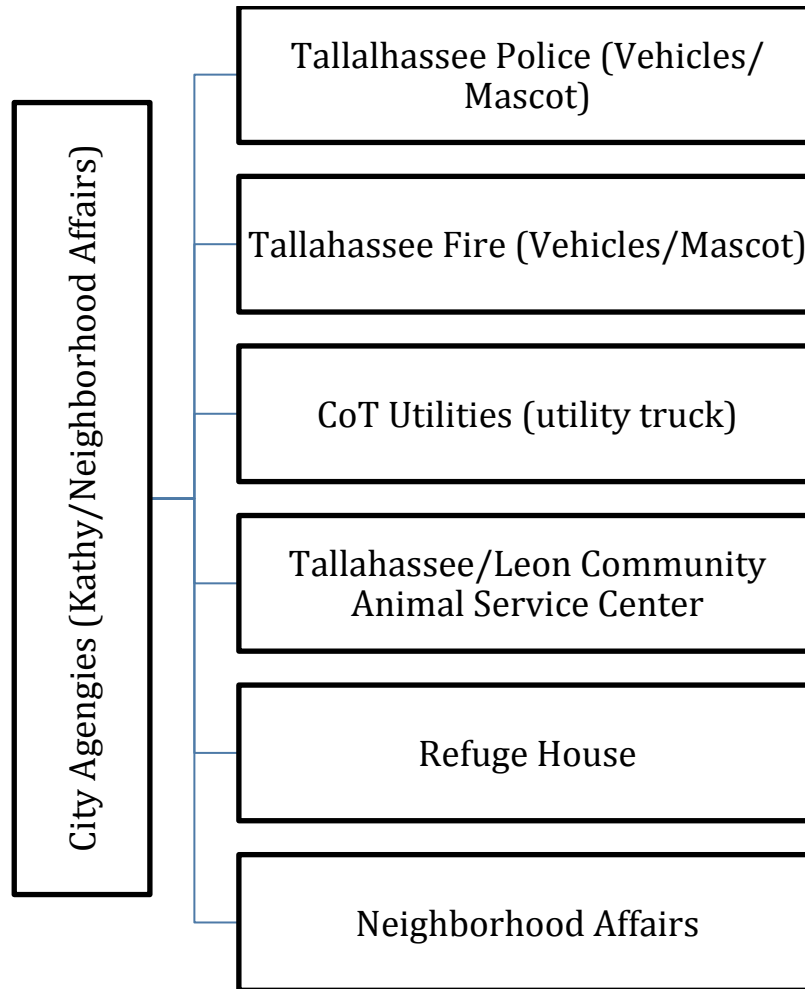 City Agengies (Kathy/Neighborhood Affairs)
Tallalhassee Police (Vehicles/
Mascot)
Tallahassee Fire (Vehicles/Mascot)
CoT Utilities (utility truck)
Tallahassee/Leon Community
Animal Service Center
Refuge House
Neighborhood Affairs